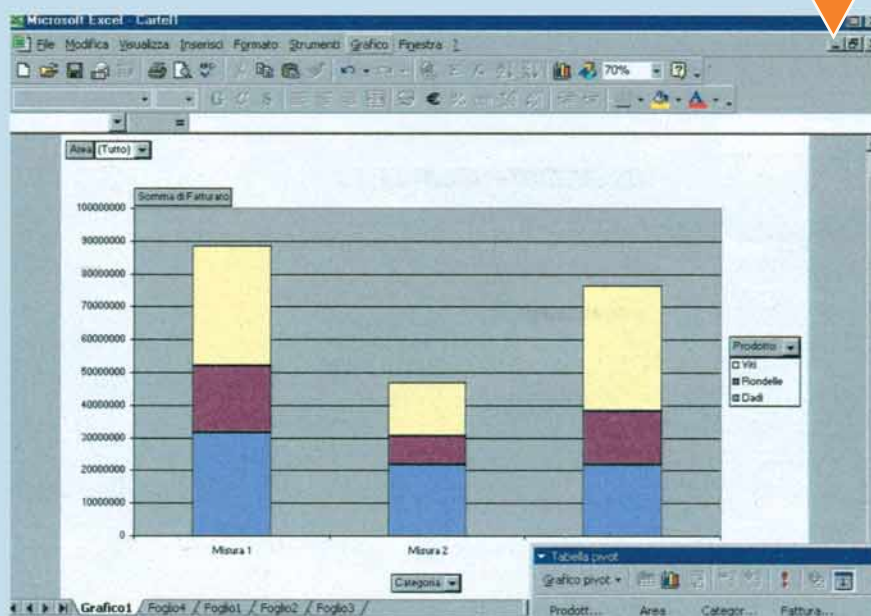 Microsoft Excel - Cartel1
File Modifica Visualizza Inserisci Formato Strumenti Grafico Finestra ?
70%
G C S € %
=
Area (Tutto)
Somma di Fatturato
100000000
90000000
80000000
70000000
60000000
50000000
40000000
30000000
20000000
10000000
0
Prodotto
Viti
Rondelle
Dadi
Misura 1 Misura 2
Categoria
Tabella pivot
Grafico pivot
Prodott... Area Categor... Fattura...
Grafico1 Foglio4 Foglio1 Foglio2 Foglio3